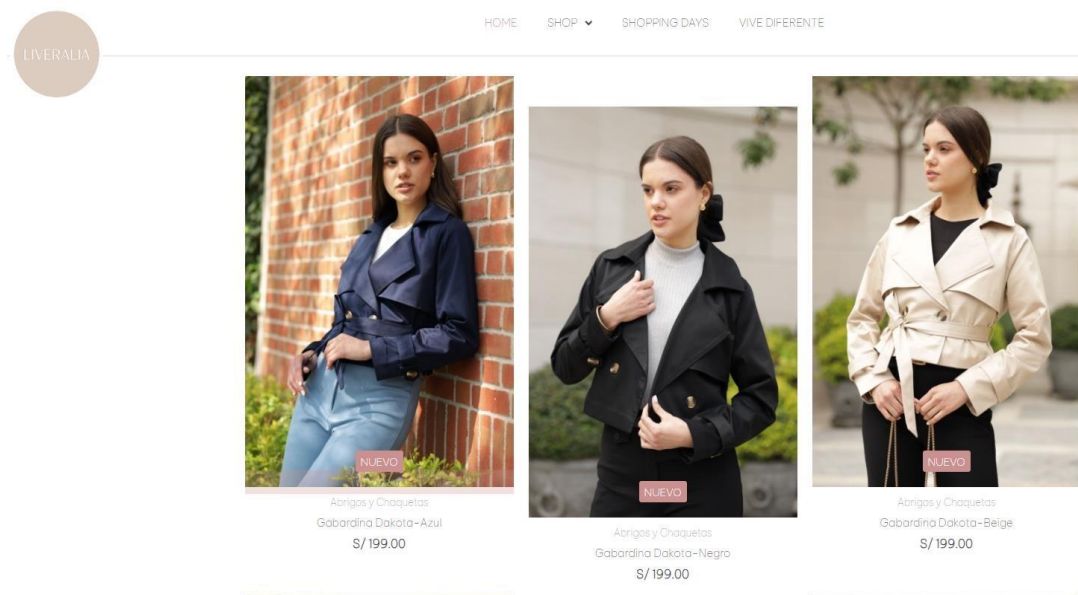 LIVERALIA
HOME SHOP SHOPPING DAYS VIVE DIFERENTE
NUEVO
Abrigos y Chaquetas
Gabardina Dakota-Azul
S/ 199.00
NUEVO
Abrigos y Chaquetas
Gabardina Dakota-Negro
S/ 199.00
NUEVO
Abrigos y Chaquetas
Gabardina Dakota-Beige
S/ 199.00